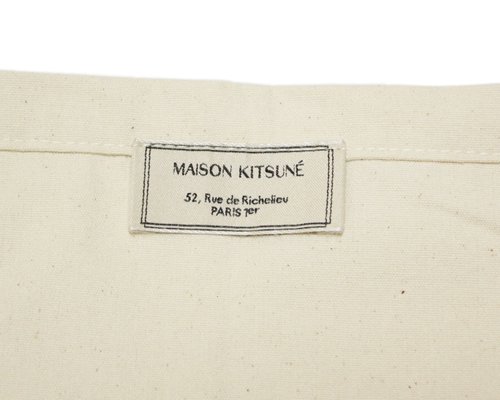 MAISON KITSUNÉ
52, Rue de Richelieu
PARIS 1er